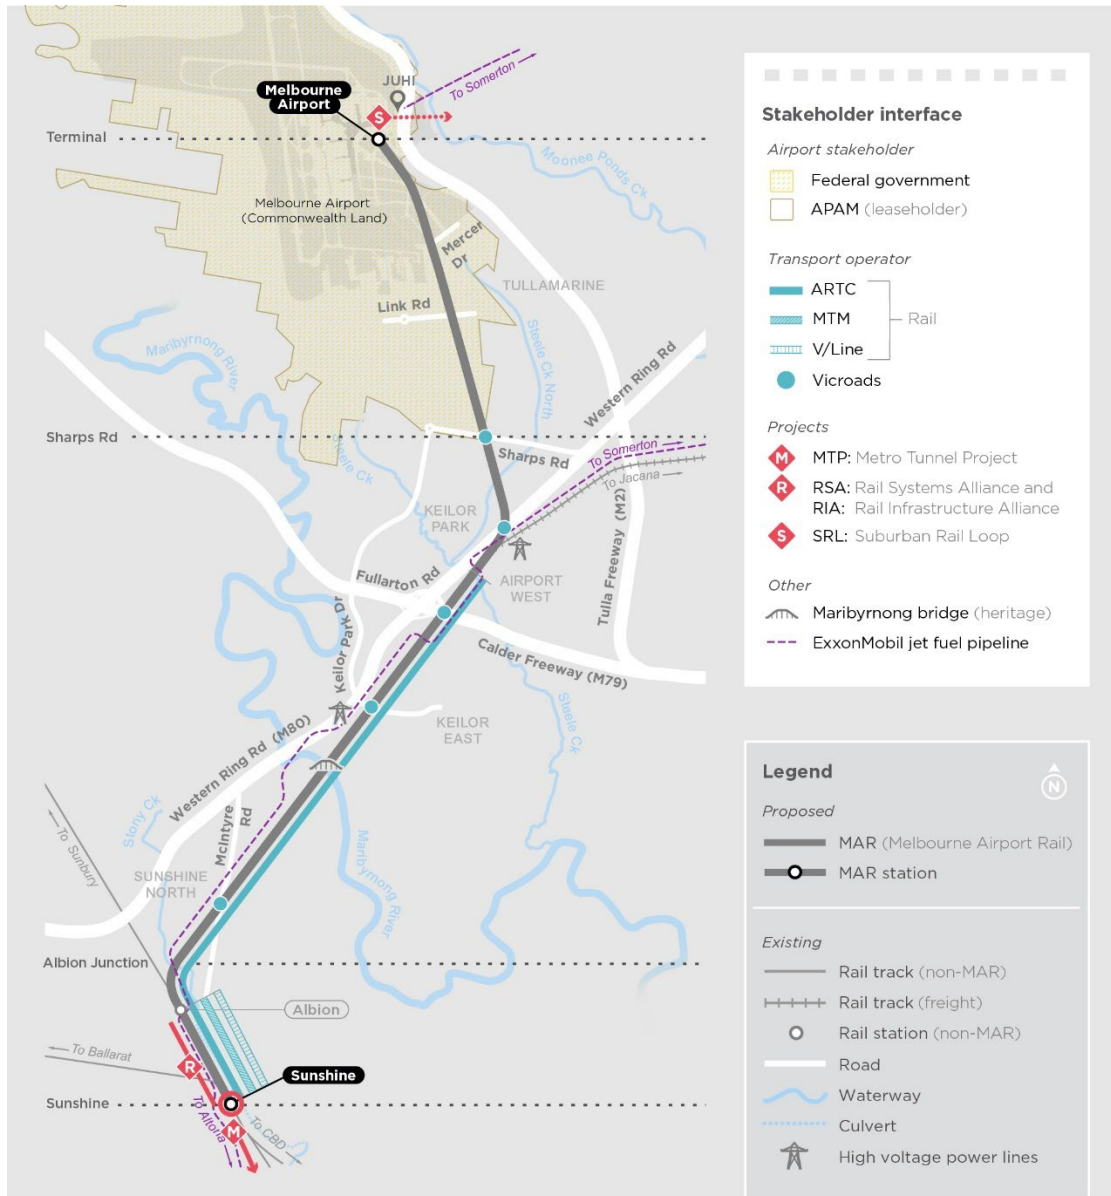 JUHI
To Somerton
Melbourne
Airport
S
Terminal
Moonee Ponds Ck
Melbourne Airport
(Commonwealth Land)
Mercer
Dr
TULLAMARINE
Link Rd
Steele Ck North
Maribyrnong River
Western Ring Rd
Sharps Rd
Steele Ck
Sharps Rd
To Somerton
To Jacana
KEILOR
PARK
Tulla Freeway (M2)
Fullarton Rd
AIRPORT
WEST
Keilor Park Dr
Calder Freeway (M79)
KEILOR
EAST
Steele Ck
Western Ring Rd (M80)
Stony Ck
McIntyre
Rd
To Sunbury
Maribyrnong River
SUNSHINE
NORTH
Albion Junction
Albion
To Ballarat
R
Sunshine
Sunshine
To Altona
M
To CBD
Stakeholder interface
Airport stakeholder
Federal government
APAM (leaseholder)
Transport operator
ARTC
MTM
Rail
V/Line
Vicroads
Projects
M MTP: Metro Tunnel Project
R RSA: Rail Systems Alliance and
RIA: Rail Infrastructure Alliance
S SRL: Suburban Rail Loop
Other
Maribyrnong bridge (heritage)
ExxonMobil jet fuel pipeline
Legend
N
Proposed
MAR (Melbourne Airport Rail)
MAR station
Existing
Rail track (non-MAR)
Rail track (freight)
Rail station (non-MAR)
Road
Waterway
Culvert
High voltage power lines